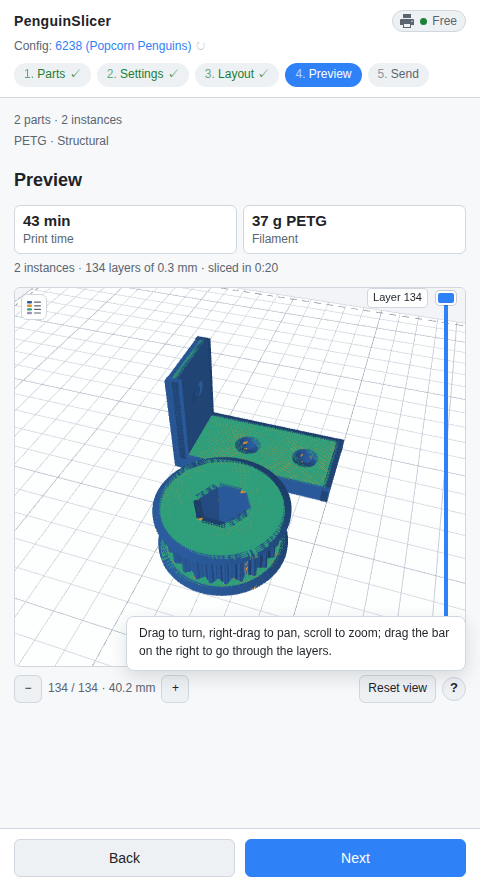 PenguinSlicer
Free
Config: 6238 (Popcorn Penguins)
1. Parts ✓
2. Settings ✓
3. Layout ✓
4. Preview
5. Send
2 parts · 2 instances
PETG · Structural
Preview
43 min
Print time
37 g PETG
Filament
2 instances · 134 layers of 0.3 mm · sliced in 0:20
Layer 134
Drag to turn, right-drag to pan, scroll to zoom; drag the bar
on the right to go through the layers.
− 134 / 134 · 40.2 mm +
Reset view
?
Back
Next